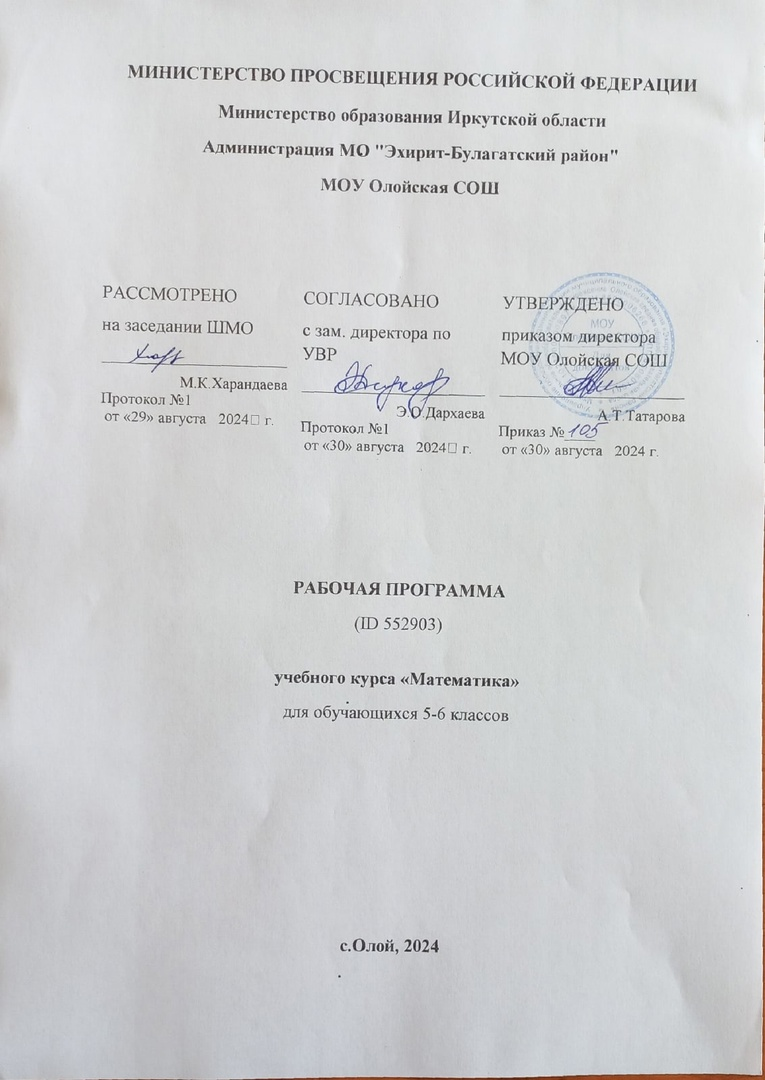 МИНИСТЕРСТВО ПРОСВЕЩЕНИЯ РОССИЙСКОЙ ФЕДЕРАЦИИ
Министерство образования Иркутской области
Администрация МО "Эхирит-Булагатский район"
МОУ Олойская СОШ
РАССМОТРЕНО
на заседании ШМО
М.К.Харандаева
Протокол №1
от «29» августа 2024 г.
СОГЛАСОВАНО
с зам. директора по
УВР
Э.О.Дархаева
Протокол №1
от «30» августа 2024 г.
УТВЕРЖДЕНО
приказом директора
МОУ Олойская СОШ
А.Т.Татарова
Приказ № 105
от «30» августа 2024 г.
РАБОЧАЯ ПРОГРАММА
(ID 552903)
учебного курса «Математика»
для обучающихся 5-6 классов
с.Олой, 2024